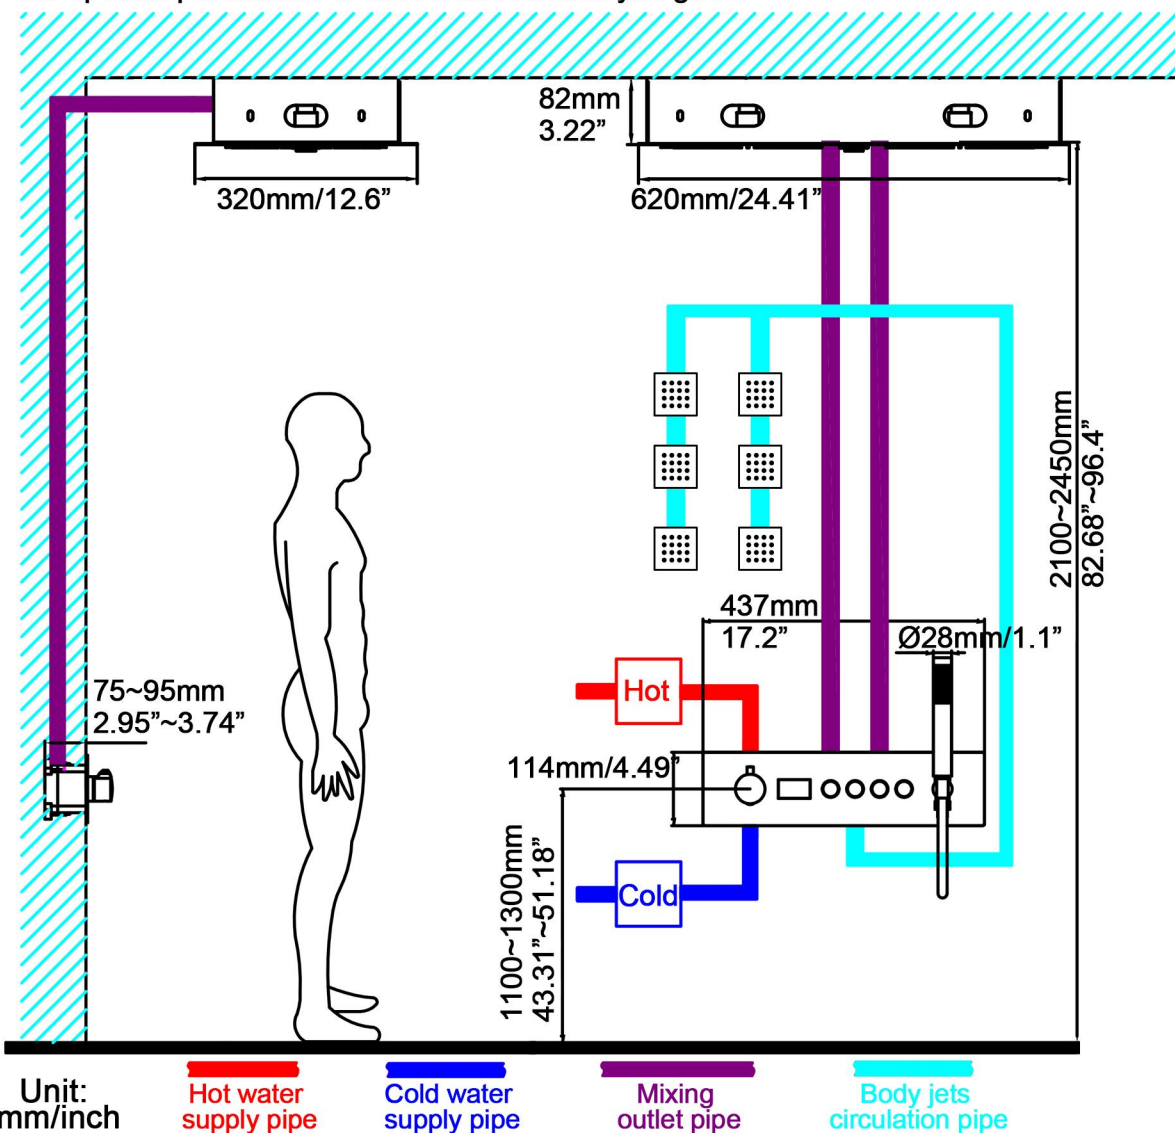 82mm
3.22”
320mm/12.6”
620mm/24.41”
2100~2450mm
82.68”~96.4”
437mm
17.2”
Ø28mm/1.1”
Hot
75~95mm
2.95”~3.74”
114mm/4.49”
1100~1300mm
43.31”~51.18”
Cold
Unit:
mm/inch
Hot water
supply pipe
Cold water
supply pipe
Mixing
outlet pipe
Body jets
circulation pipe